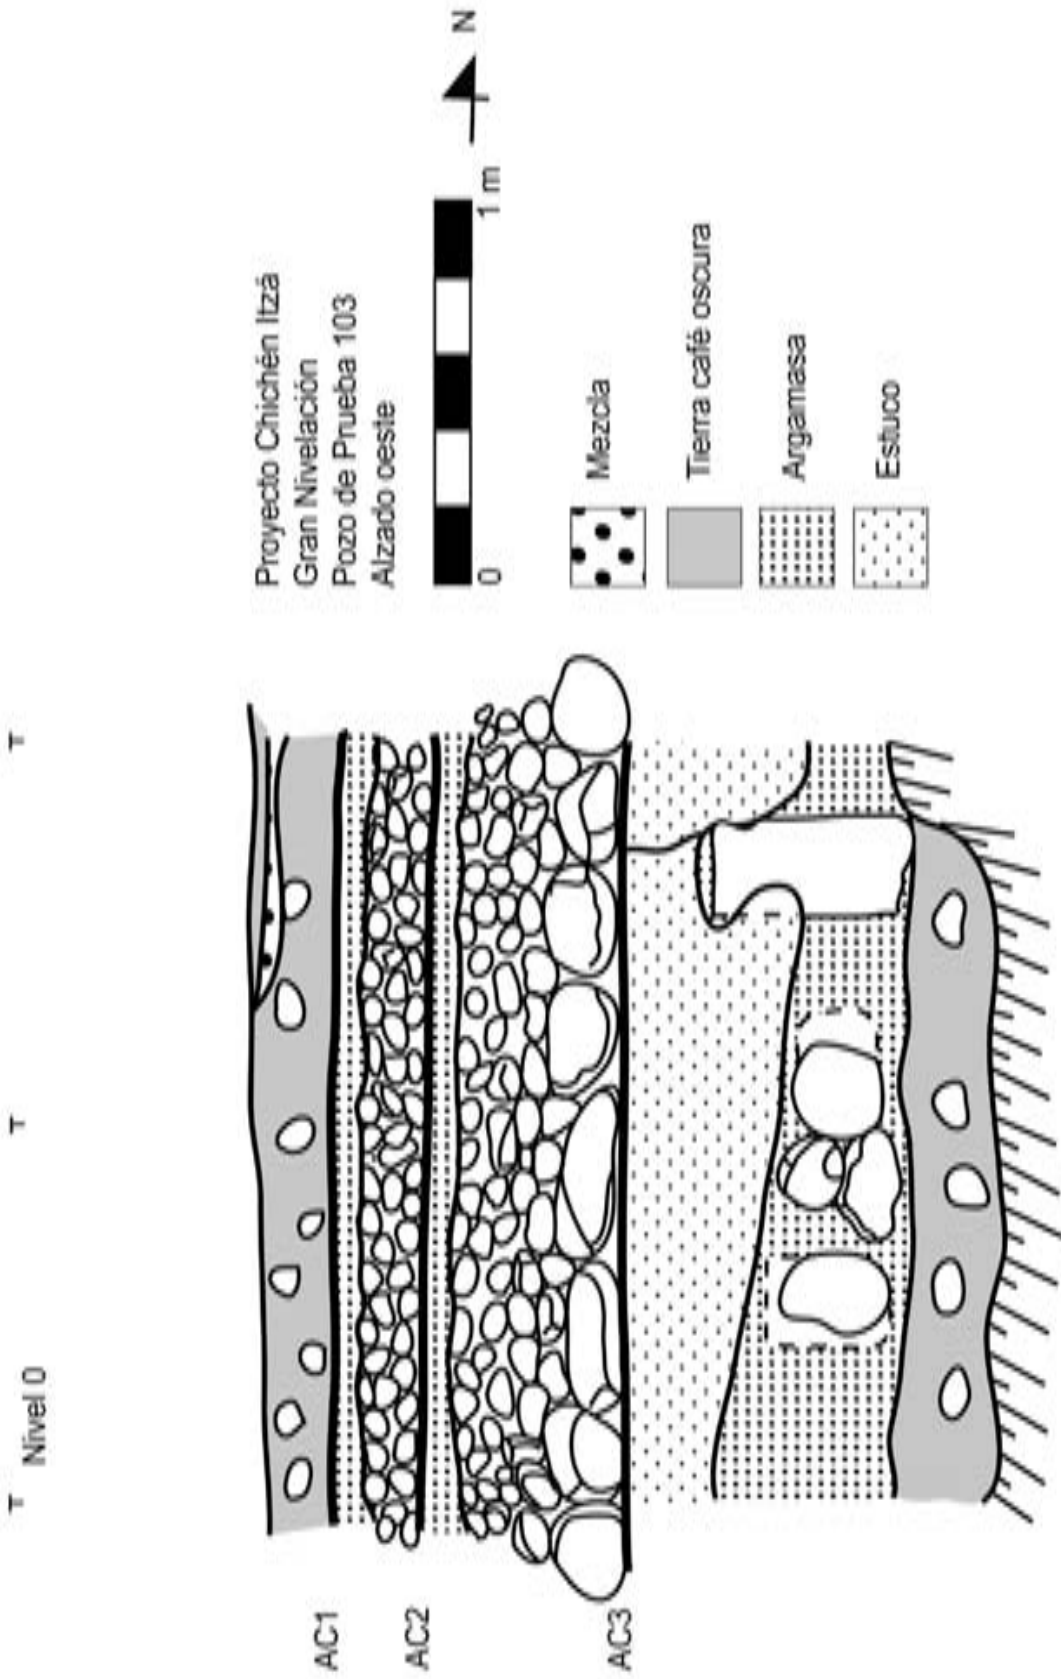 Nivel 0
AC1
AC2
AC3
Proyecto Chichén Itzá
Gran Nivelación
Pozo de Prueba 103
Alzado oeste
0
1 m
N
Mezcla
Tierra café oscura
Argamasa
Estuco